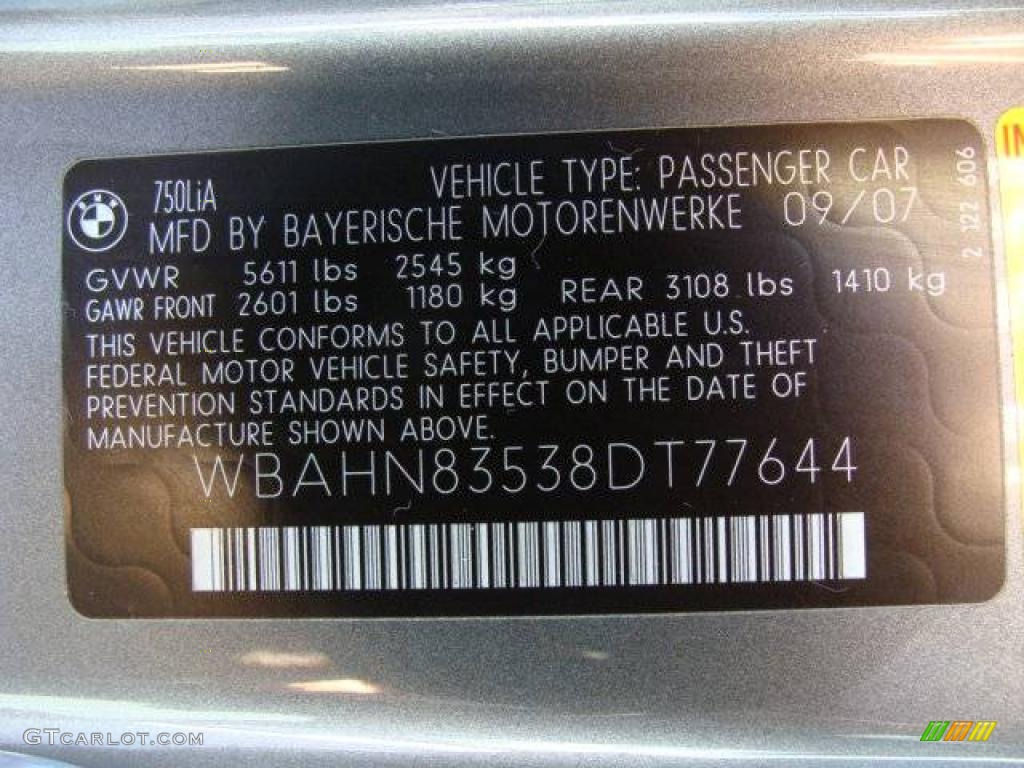 750LiA
VEHICLE TYPE: PASSENGER CAR
MFD BY BAYERISCHE MOTORENWERKE 09/07
GVWR 5611 lbs 2545 kg
GAWR FRONT 2601 lbs 1180 kg REAR 3108 lbs 1410 kg
THIS VEHICLE CONFORMS TO ALL APPLICABLE U.S.
FEDERAL MOTOR VEHICLE SAFETY, BUMPER AND THEFT
PREVENTION STANDARDS IN EFFECT ON THE DATE OF
MANUFACTURE SHOWN ABOVE.
WBAHN83538DT77644
2 122 606
BMW
IN
GTCARLOT.COM